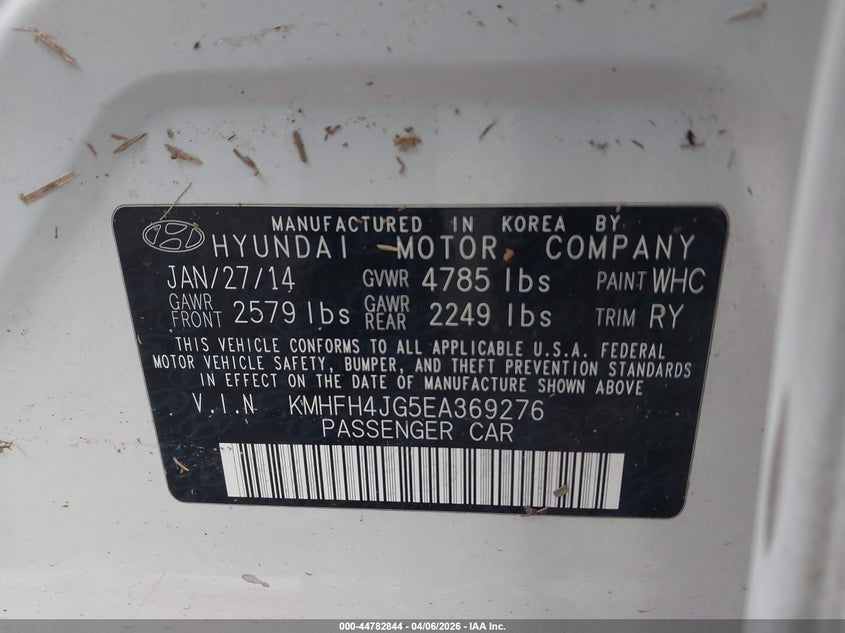 MANUFACTURED IN KOREA BY
HYUNDAI MOTOR COMPANY
JAN/27/14 GVWR 4785 lbs PAINT WHC
GAWR FRONT 2579 lbs GAWR REAR 2249 lbs TRIM RY
THIS VEHICLE CONFORMS TO ALL APPLICABLE U.S.A. FEDERAL
MOTOR VEHICLE SAFETY, BUMPER, AND THEFT PREVENTION STANDARDS
IN EFFECT ON THE DATE OF MANUFACTURE SHOWN ABOVE
V.I.N KMHFH4JG5EA369276
PASSENGER CAR
000-44782844 - 04/06/2026 - IAA Inc.